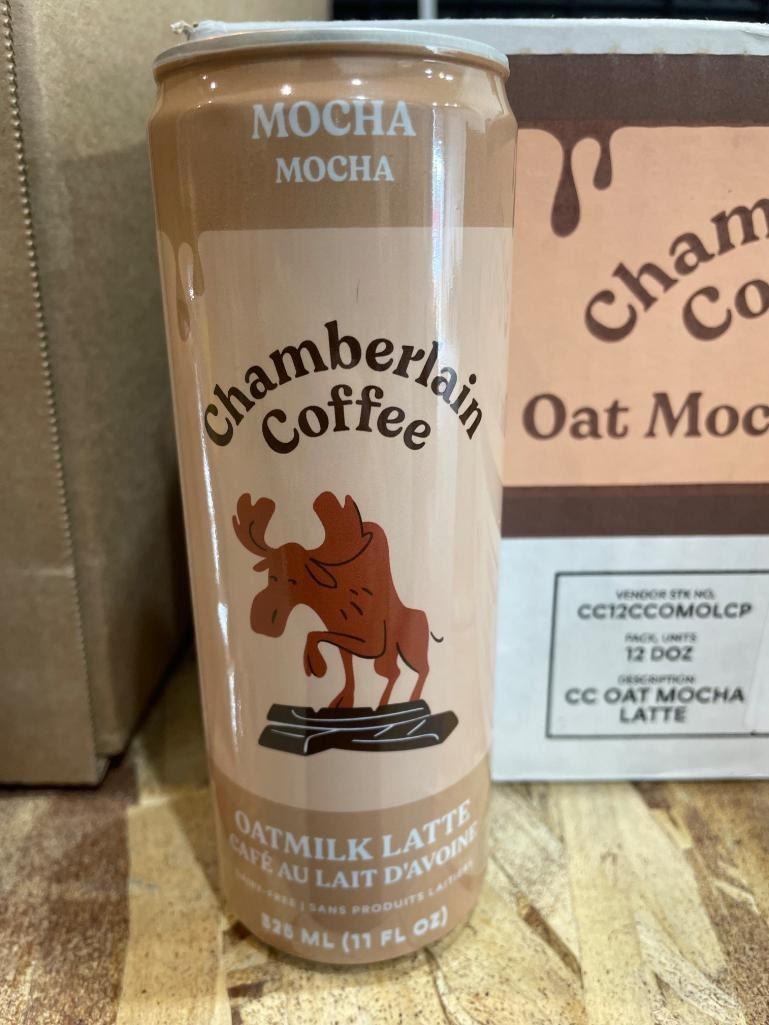 MOCHA
MOCHA
Chamberlain
Coffee
OATMILK LATTE
CAFÉ AU LAIT D'AVOINE
DAIRY-FREE | SANS PRODUITS LAITIERS
325 ML (11 FL OZ)
Cham
Co
Oat Moc
VENDOR STK NO.
CC12CCOMOLCP
PACK, UNITS
12 DOZ
DESCRIPTION
CC OAT MOCHA
LATTE